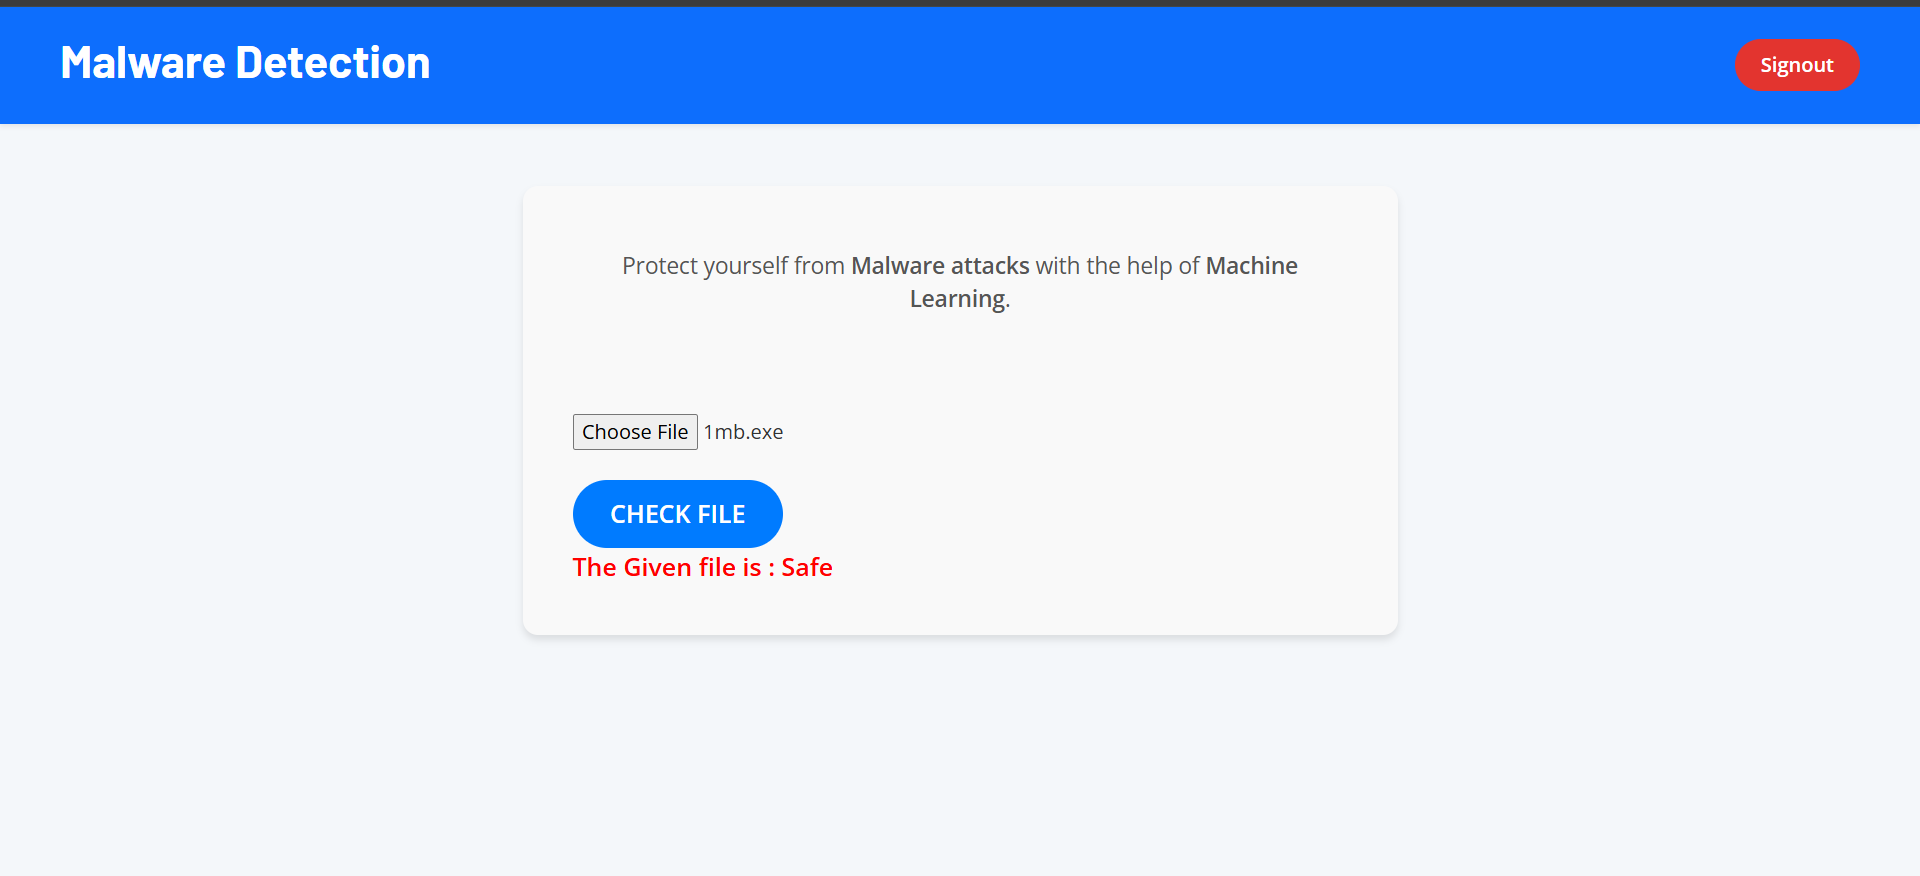 Malware Detection
Signout
Protect yourself from Malware attacks with the help of Machine
Learning.
Choose File 1mb.exe
CHECK FILE
The Given file is : Safe